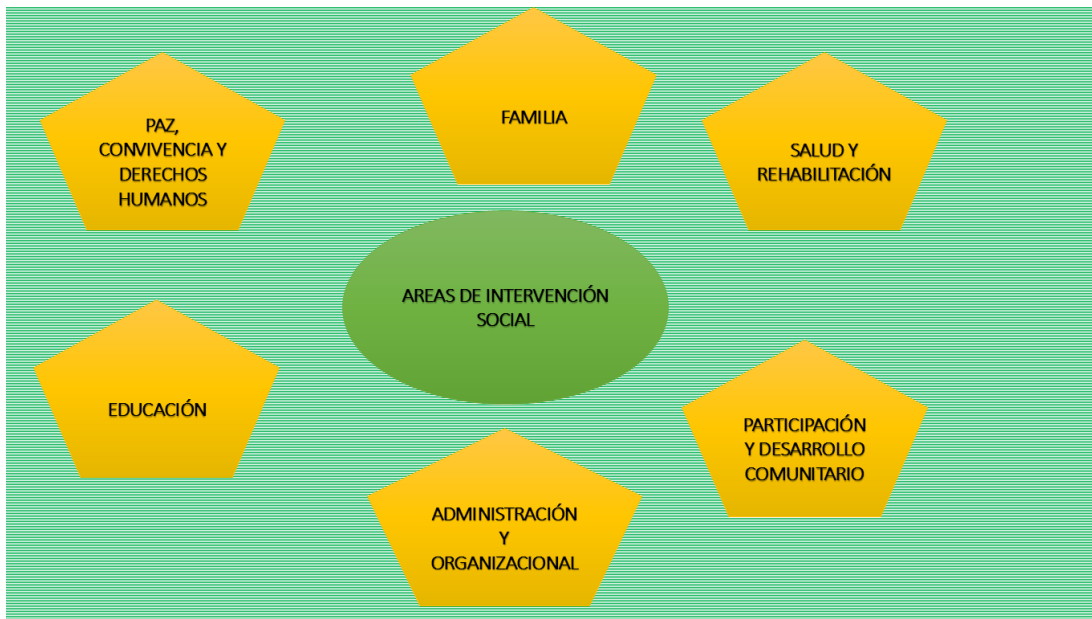 FAMILIA
PAZ,
CONVIVENCIA Y
DERECHOS
HUMANOS
SALUD Y
REHABILITACIÓN
AREAS DE INTERVENCIÓN
SOCIAL
EDUCACIÓN
PARTICIPACIÓN
Y DESARROLLO
COMUNITARIO
ADMINISTRACIÓN
Y
ORGANIZACIONAL